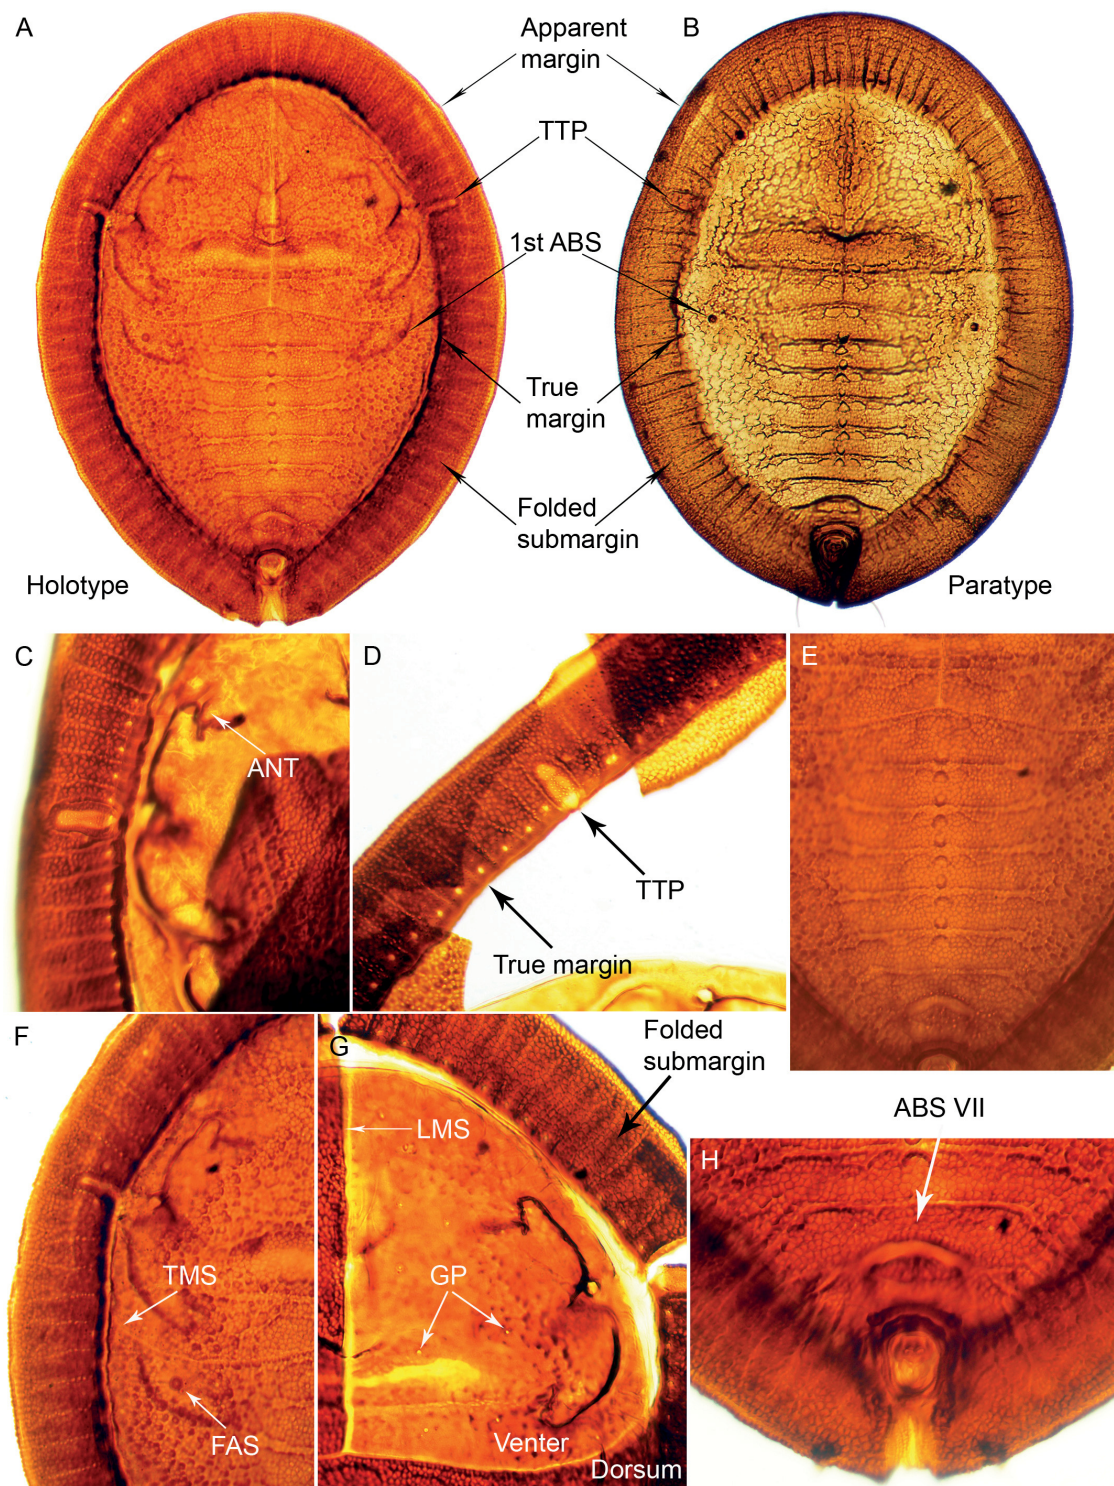 A
Apparent
margin
B
TTP
1st ABS
True
margin
Folded
submargin
Holotype
Paratype
C
ANT
D
TTP
True margin
E
F
TMS
FAS
G
Folded
submargin
LMS
GP
Venter
Dorsum
ABS VII
H